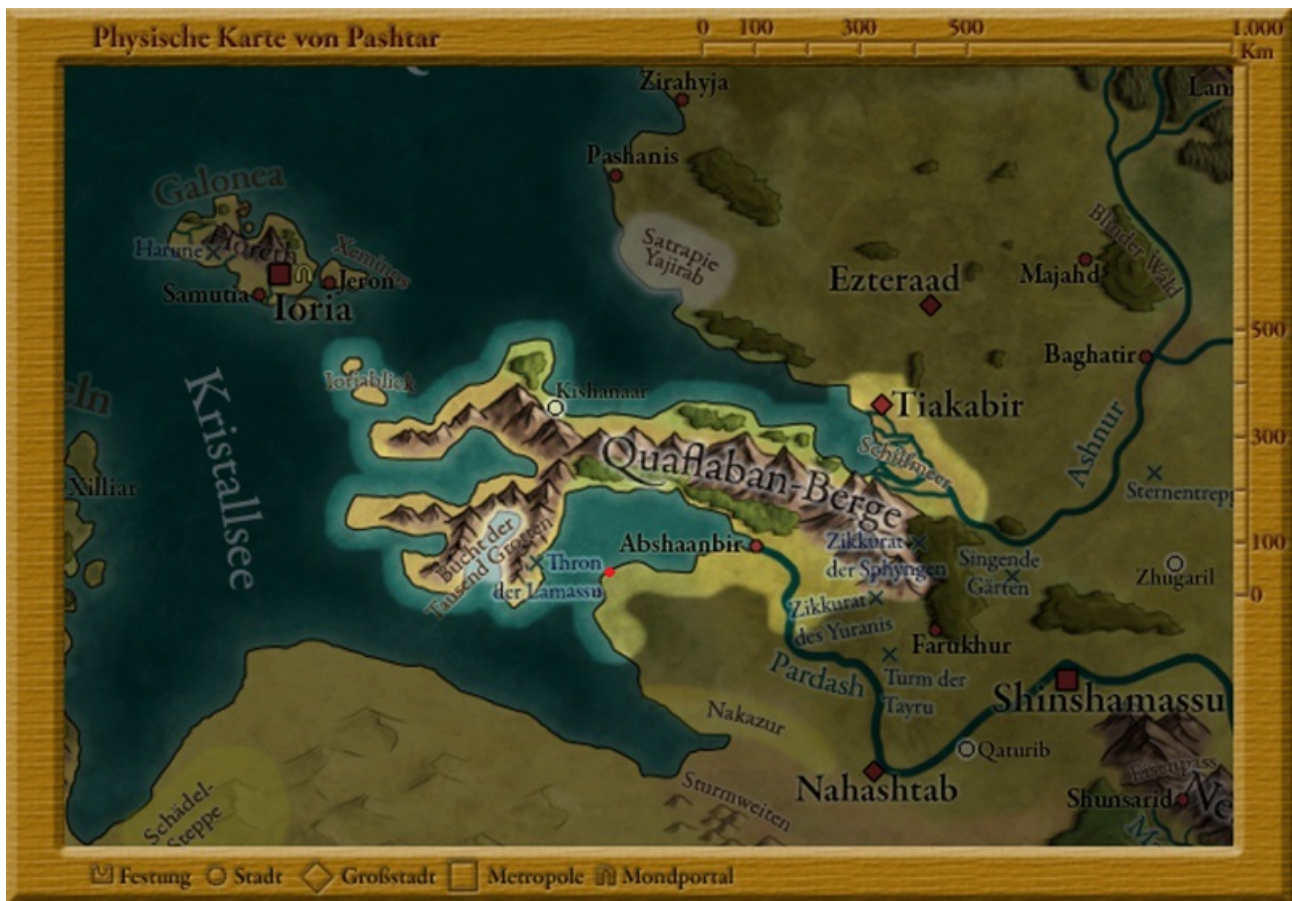 Physische Karte von Pashtar
0 100 300 500 1.000
Km
Zirahyja
Pashanis
Galonea
Satrapie
Yajirab
Blinder Wald
Xemines
Jeron
Samutia
Ioria
Ezteraad
Majahd
500
Baghatir
Ioriablick
Kishanaar
Tiakabir
Kristallsee
Quaflaban-Berge
Schilfmeer
Ashnur
300
Xilliar
Sternentrepp
Bucht der
Tausend Grotten
Thron
der Lamassu
Abshaanbir
Zikkurat
der Sphyngen
Singende
Gärten
100
Zhugaril
0
Zikkurat
des Yuranis
Farukhur
Turm der
Tayru
Pardash
Shinshamassu
Nakazur
Qaturib
Nahashtab
Eisenpass
Shunsarid
Schädel-
Steppe
Sturmweiten
Festung Stadt Großstadt Metropole Mondportal